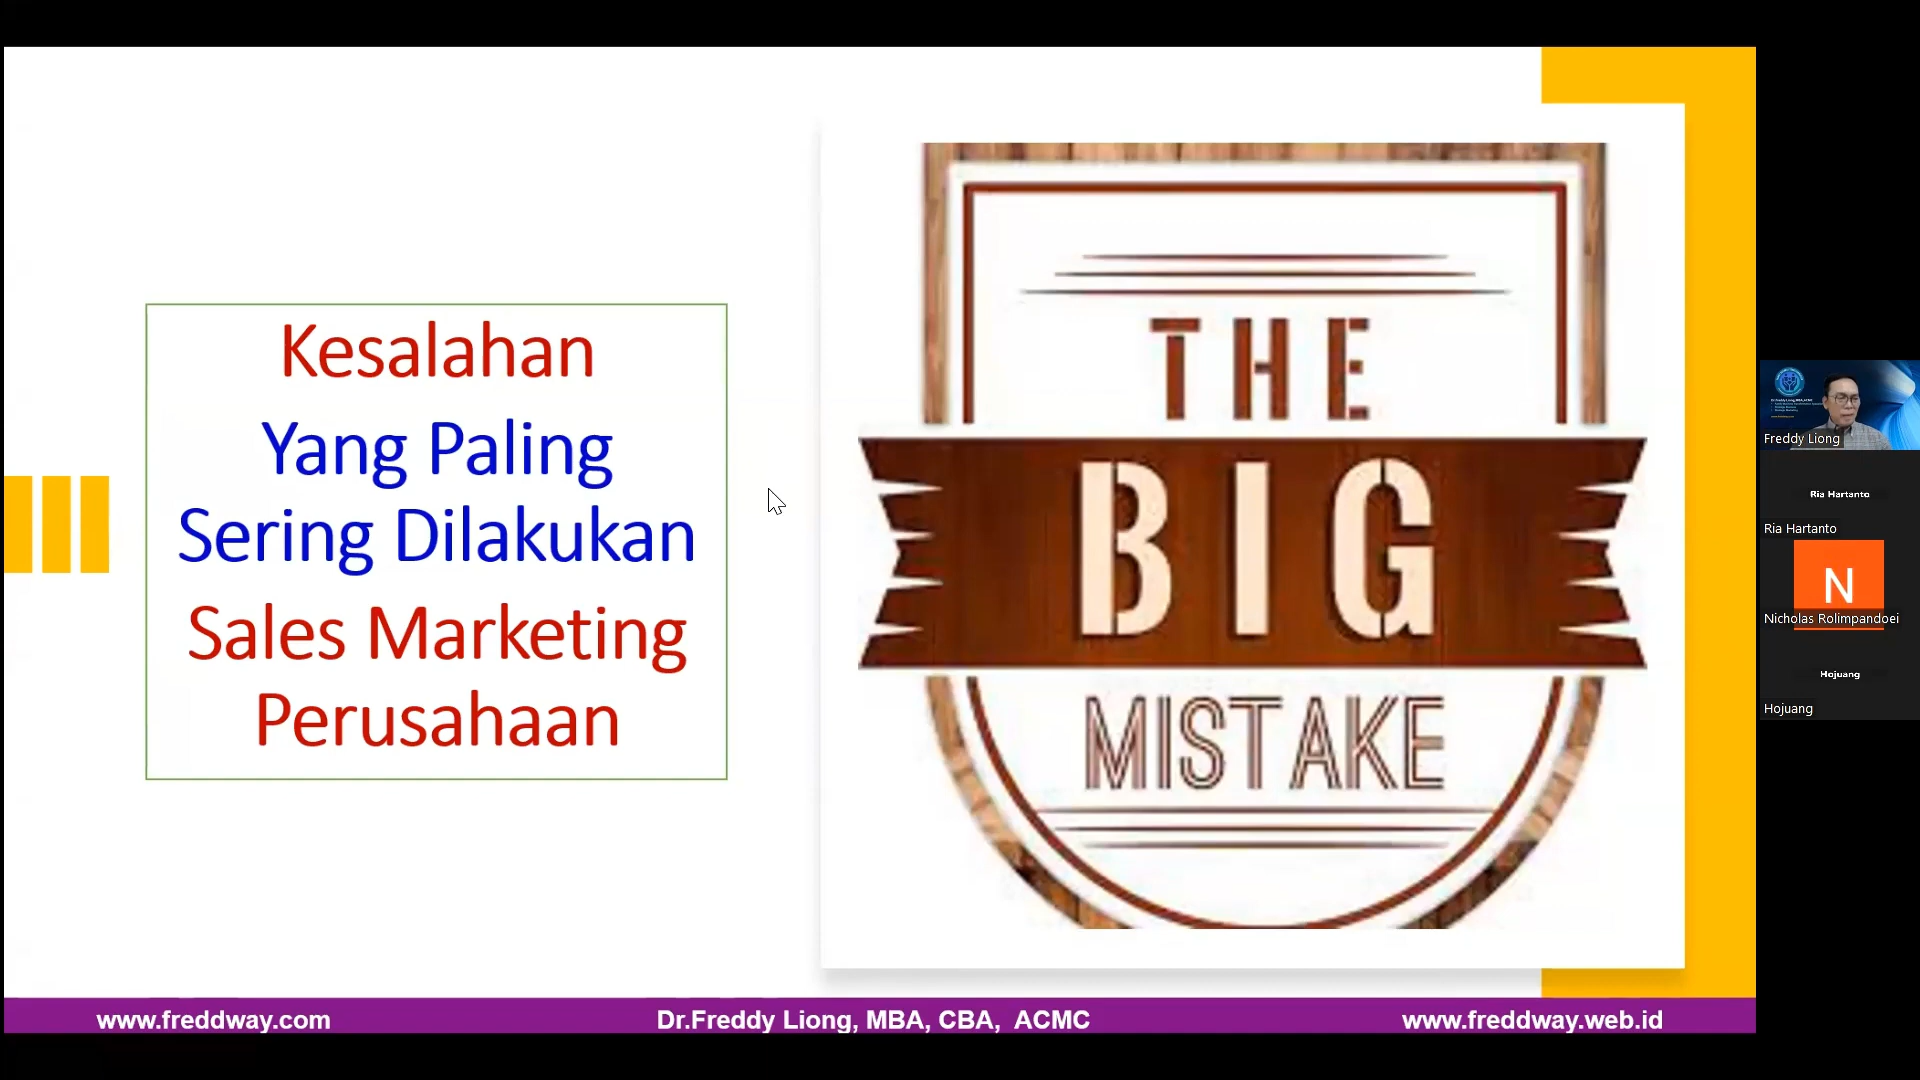 Kesalahan
Yang Paling
Sering Dilakukan
Sales Marketing
Perusahaan
THE
BIG
MISTAKE
www.freddway.com
Dr.Freddy Liong, MBA, CBA, ACMC
www.freddway.web.id
Freddy Liong
Ria Hartanto
Ria Hartanto
N
Nicholas Rolimpandoei
Hojuang
Hojuang